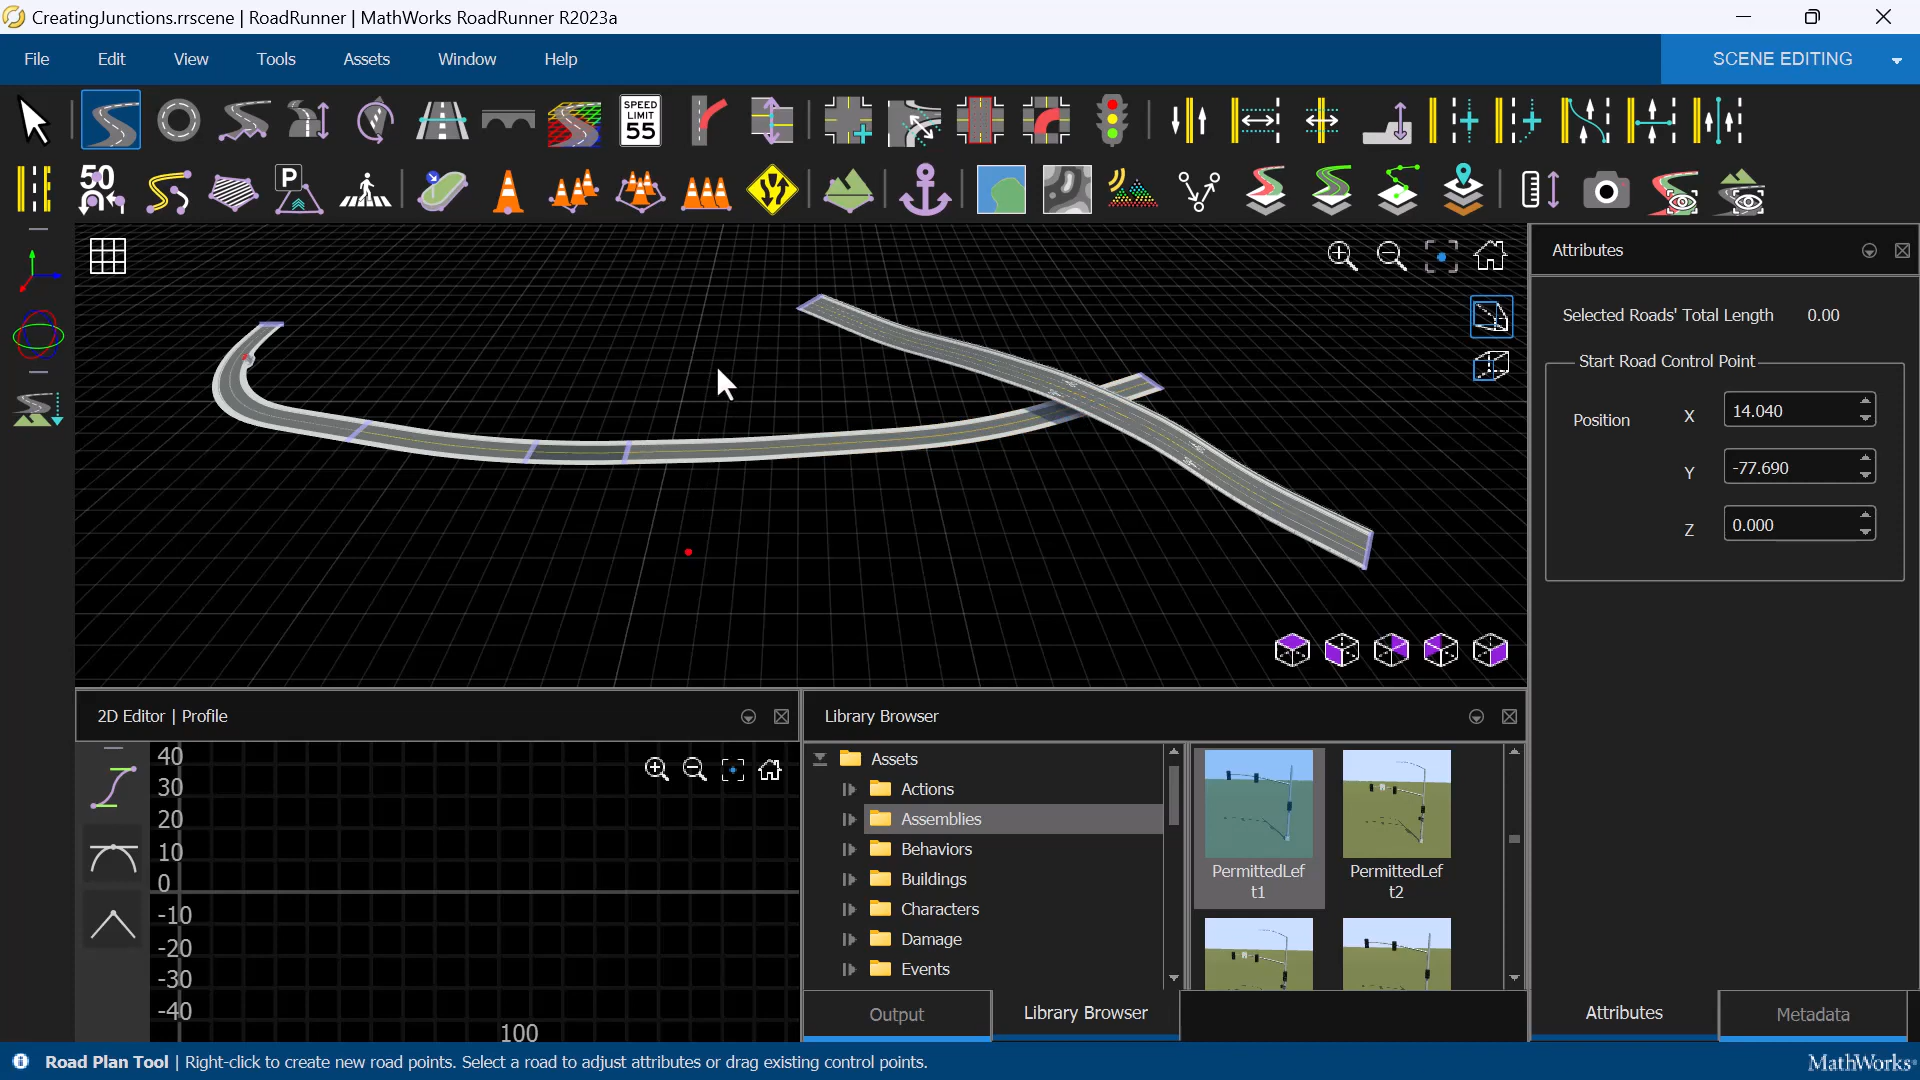 CreatingJunctions.rrscene | RoadRunner | MathWorks RoadRunner R2023a
File Edit View Tools Assets Window Help SCENE EDITING
SPEED LIMIT 55
50 P
Attributes
Selected Roads' Total Length 0.00
Start Road Control Point
Position X 14.040
Y -77.690
Z 0.000
2D Editor | Profile
40
30
20
10
0
-10
-20
-30
-40
100
Library Browser
Assets
Actions
Assemblies
Behaviors
Buildings
Characters
Damage
Events
PermittedLef
t1
PermittedLef
t2
Output Library Browser
Attributes Metadata
Road Plan Tool | Right-click to create new road points. Select a road to adjust attributes or drag existing control points.
MathWorks